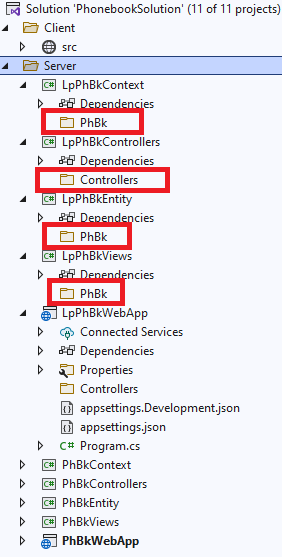 Solution 'PhonebookSolution' (11 of 11 projects)
Client
src
Server
LpPhBkContext
Dependencies
PhBk
LpPhBkControllers
Dependencies
Controllers
LpPhBkEntity
Dependencies
PhBk
LpPhBkViews
Dependencies
PhBk
LpPhBkWebApp
Connected Services
Dependencies
Properties
Controllers
appsettings.Development.json
appsettings.json
C# Program.cs
C# PhBkContext
C# PhBkControllers
C# PhBkEntity
C# PhBkViews
PhBkWebApp